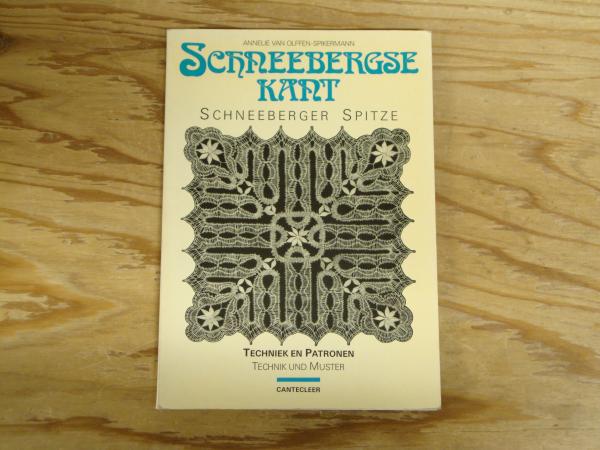 ANNELIE VAN OLFFEN-SPIKERMANN
SCHNEEBERGSE
KANT
SCHNEEBERGER SPITZE
TECHNIEK EN PATRONEN
TECHNIK UND MUSTER
CANTECLEER